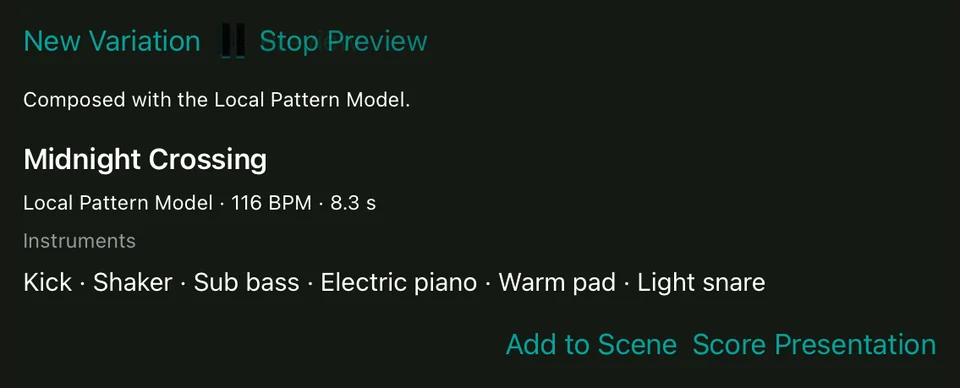 New Variation Stop Preview
Composed with the Local Pattern Model.
Midnight Crossing
Local Pattern Model · 116 BPM · 8.3 s
Instruments
Kick · Shaker · Sub bass · Electric piano · Warm pad · Light snare
Add to Scene Score Presentation